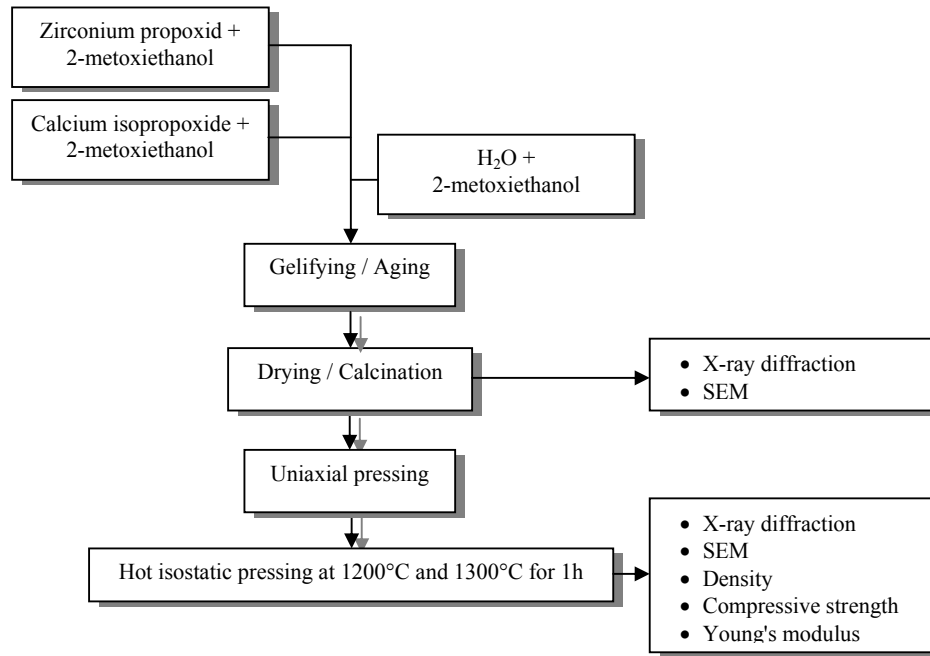 Zirconium propoxid +
2-metoxiethanol
Calcium isopropoxide +
2-metoxiethanol
H₂O +
2-metoxiethanol
Gelifying / Aging
Drying / Calcination
• X-ray diffraction
• SEM
Uniaxial pressing
Hot isostatic pressing at 1200°C and 1300°C for 1h
• X-ray diffraction
• SEM
• Density
• Compressive strength
• Young's modulus